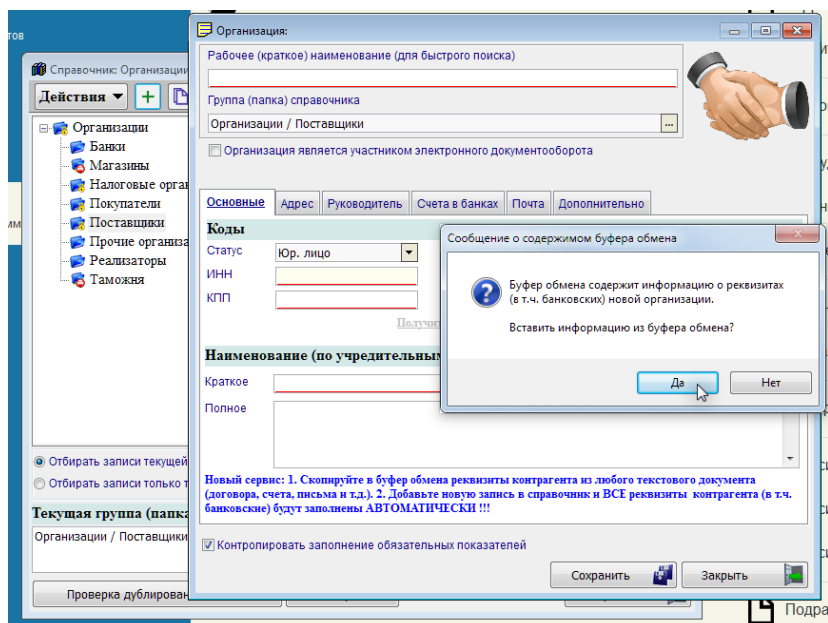 тов
Организация:
Рабочее (краткое) наименование (для быстрого поиска)
Группа (папка) справочника
Организации / Поставщики
...
Организация является участником электронного документооборота
Основные
Адрес
Руководитель
Счета в банках
Почта
Дополнительно
Коды
Статус
Юр. лицо
ИНН
КПП
Наименование (по учредительным
Краткое
Полное
Новый сервис: 1. Скопируйте в буфер обмена реквизиты контрагента из любого текстового документа
(договора, счета, письма и т.д.). 2. Добавьте новую запись в справочник и ВСЕ реквизиты контрагента (в т.ч.
банковские) будут заполнены АВТОМАТИЧЕСКИ !!!
Контролировать заполнение обязательных показателей
Сохранить
Закрыть
Сообщение о содержимом буфера обмена
Буфер обмена содержит информацию о реквизитах
(в т.ч. банковских) новой организации.
Вставить информацию из буфера обмена?
Да
Нет
Справочник: Организации
Действия
Организации
Банки
Магазины
Налоговые орга
Покупатели
Поставщики
Прочие организа
Реализаторы
Таможня
Отбирать записи текущей
Отбирать записи только т
Текущая группа (папка
Организации / Поставщики
Проверка дублирован
Подра